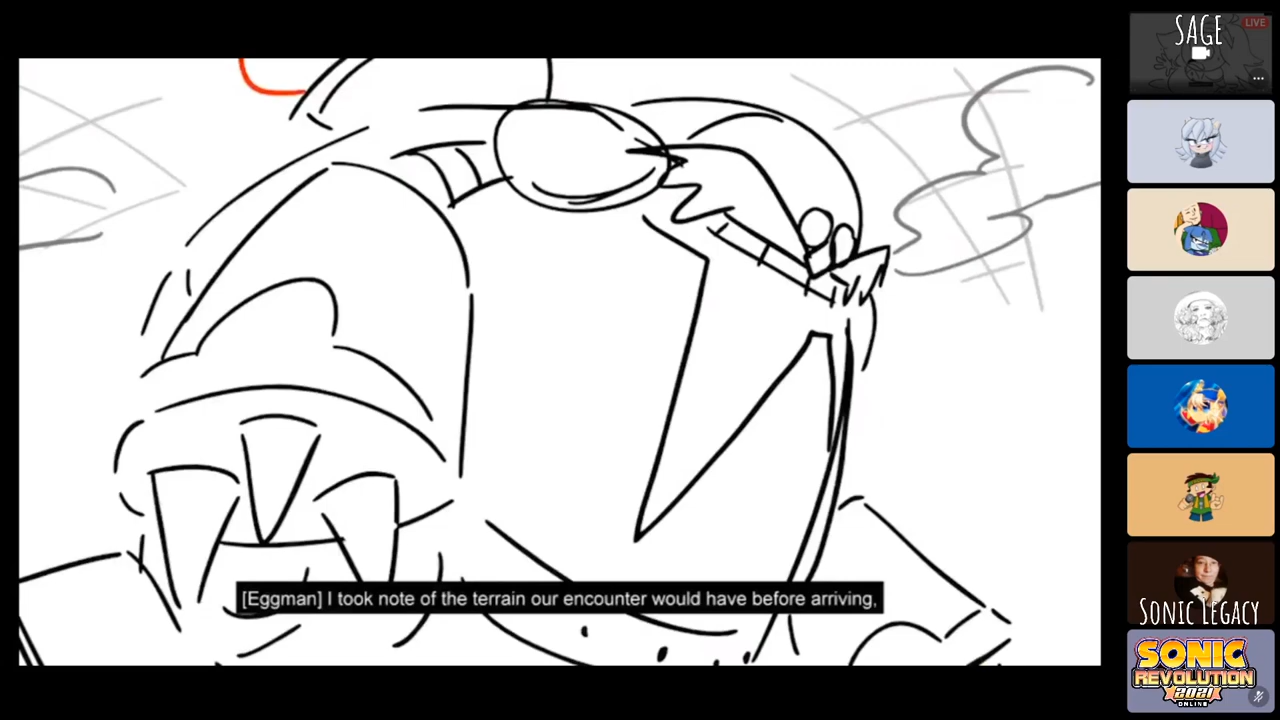 SAGE
LIVE
[Eggman] I took note of the terrain our encounter would have before arriving,
SONIC LEGACY
SONIC
REVOLUTION
2021
ONLINE